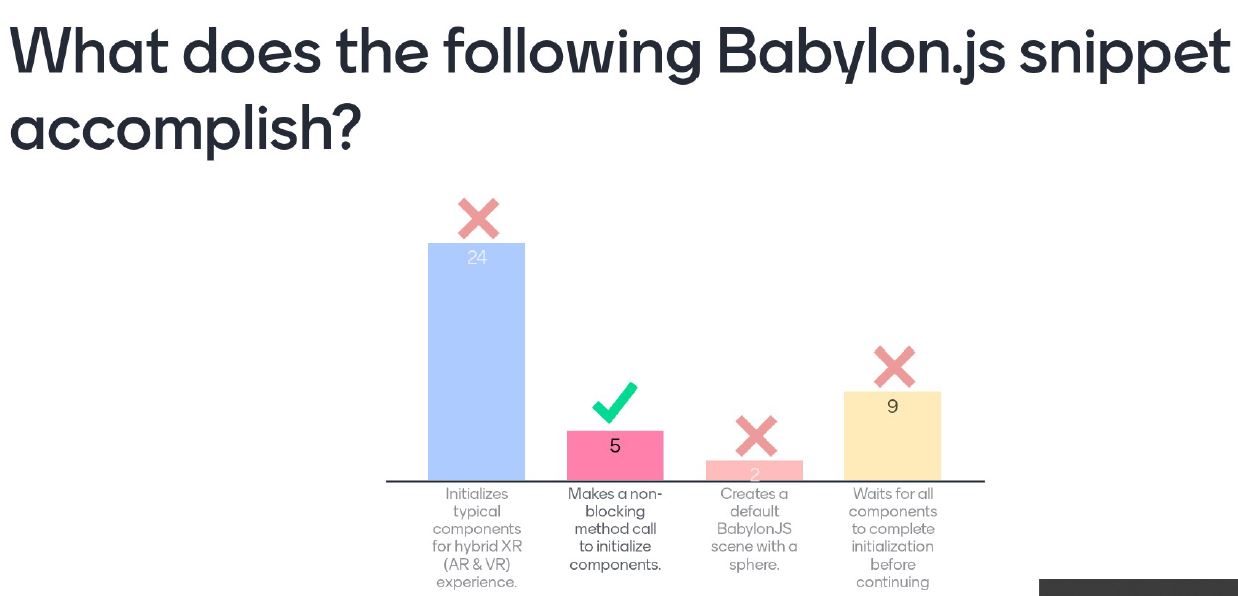 What does the following Babylon.js snippet
accomplish?
24
5
2
9
Initializes
typical
components
for hybrid XR
(AR & VR)
experience.
Makes a non-
blocking
method call
to initialize
components.
Creates a
default
BabylonJS
scene with a
sphere.
Waits for all
components
to complete
initialization
before
continuing